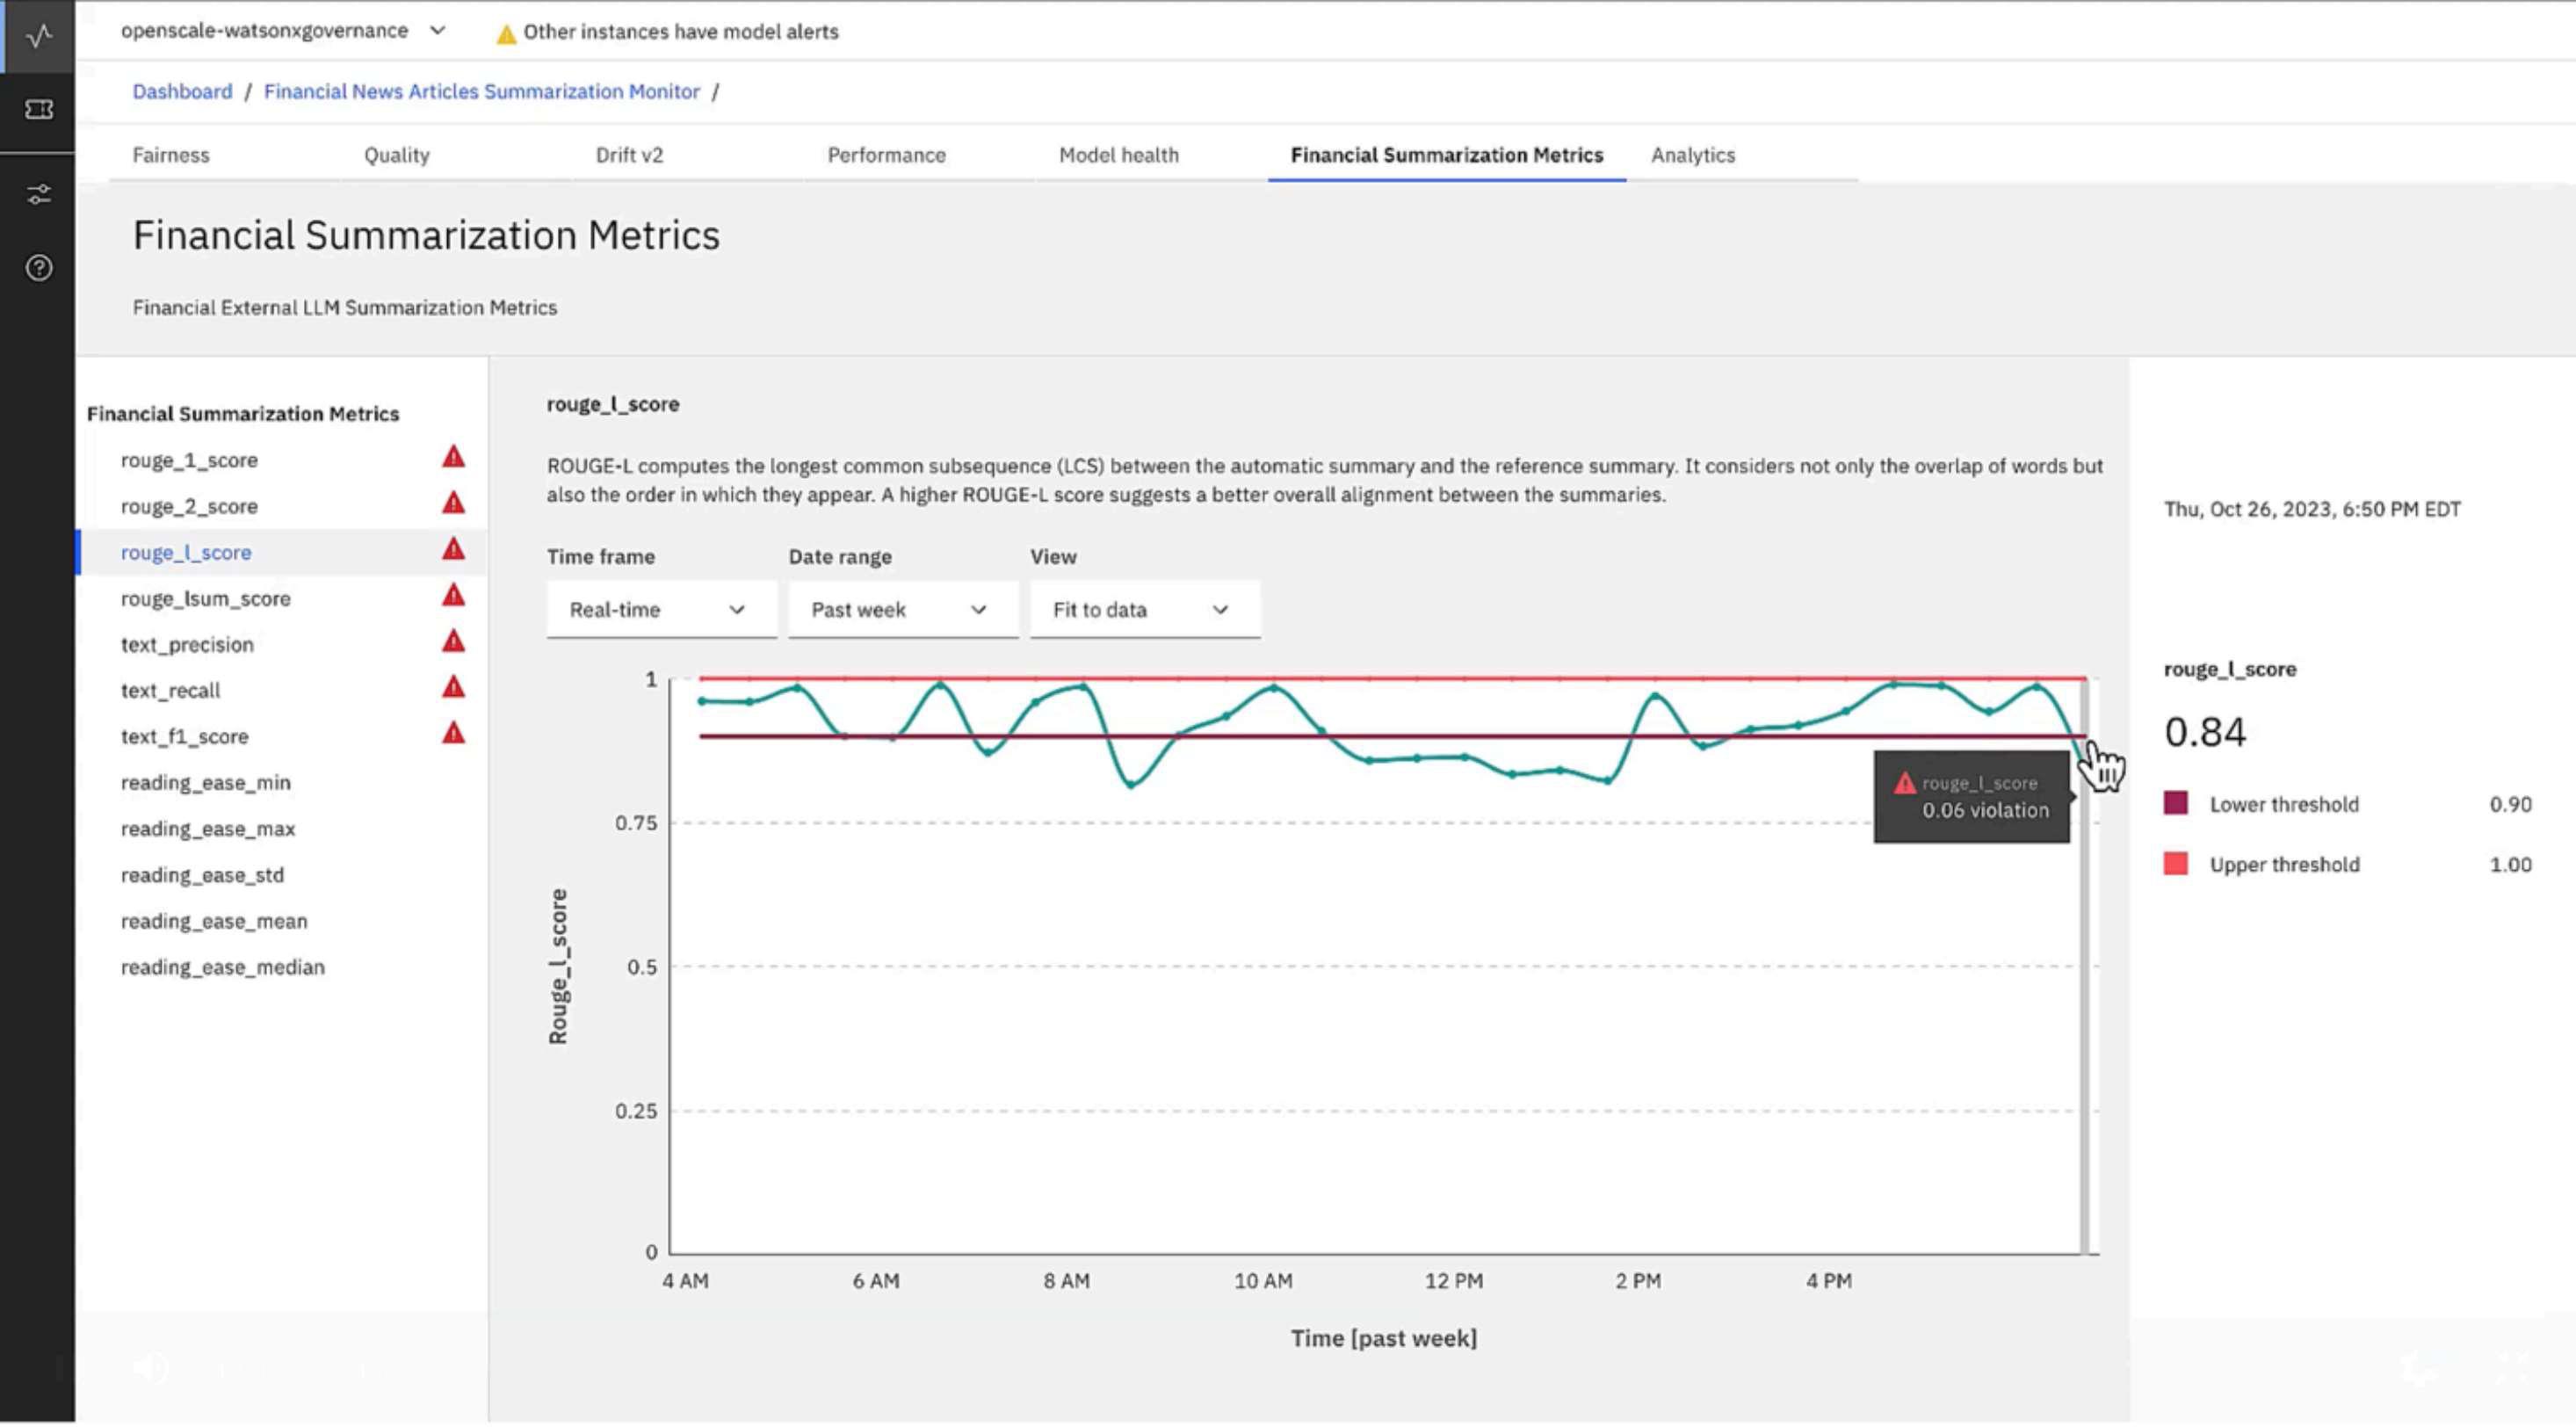 openscale-watsonxgovernance
Other instances have model alerts
Dashboard / Financial News Articles Summarization Monitor /
Fairness
Quality
Drift v2
Performance
Model health
Financial Summarization Metrics
Analytics
Financial Summarization Metrics
Financial External LLM Summarization Metrics
Financial Summarization Metrics
rouge_1_score
rouge_2_score
rouge_l_score
rouge_lsum_score
text_precision
text_recall
text_f1_score
reading_ease_min
reading_ease_max
reading_ease_std
reading_ease_mean
reading_ease_median
rouge_l_score
ROUGE-L computes the longest common subsequence (LCS) between the automatic summary and the reference summary. It considers not only the overlap of words but
also the order in which they appear. A higher ROUGE-L score suggests a better overall alignment between the summaries.
Time frame
Date range
View
Real-time
Past week
Fit to data
1
0.75
0.5
0.25
0
Rouge_l_score
rouge_l_score
0.06 violation
4 AM
6 AM
8 AM
10 AM
12 PM
2 PM
4 PM
Time [past week]
Thu, Oct 26, 2023, 6:50 PM EDT
rouge_l_score
0.84
Lower threshold 0.90
Upper threshold 1.00